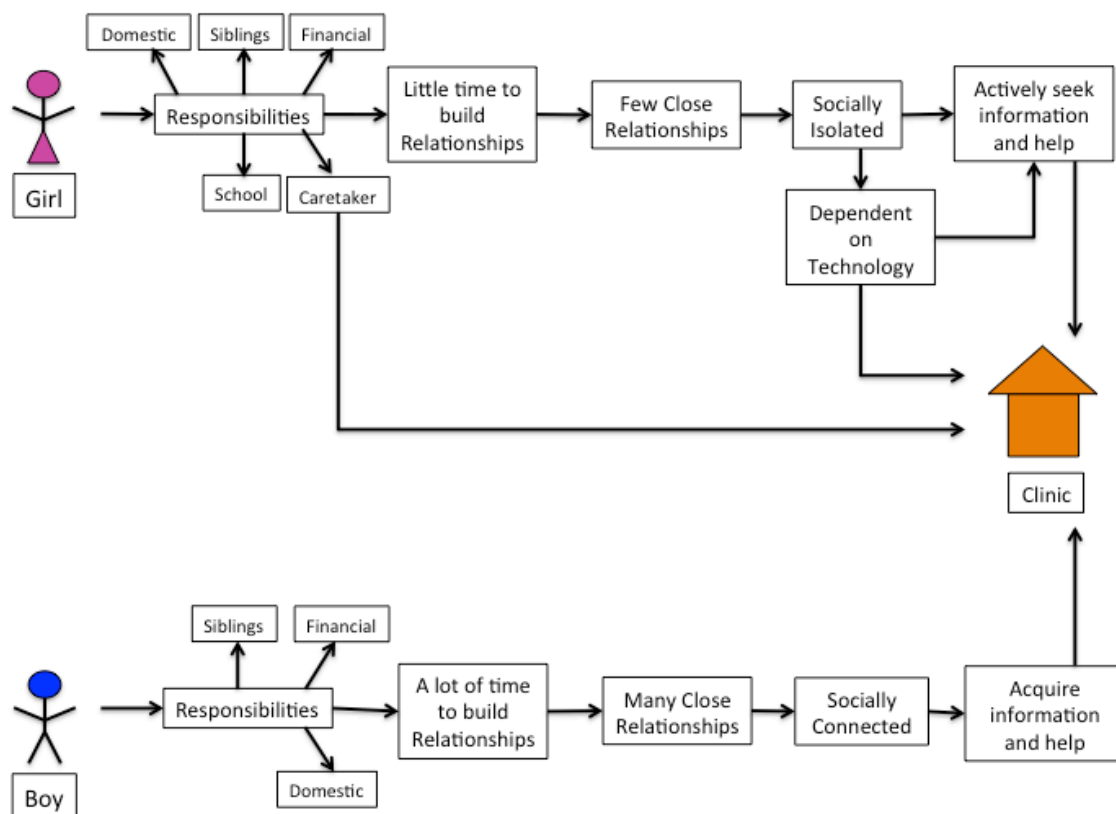 Domestic
Siblings
Financial
Responsibilities
School
Caretaker
Girl
Little time to
build
Relationships
Few Close
Relationships
Socially
Isolated
Actively seek
information
and help
Dependent
on
Technology
Clinic
Siblings
Financial
Responsibilities
Domestic
Boy
A lot of time
to build
Relationships
Many Close
Relationships
Socially
Connected
Acquire
information
and help